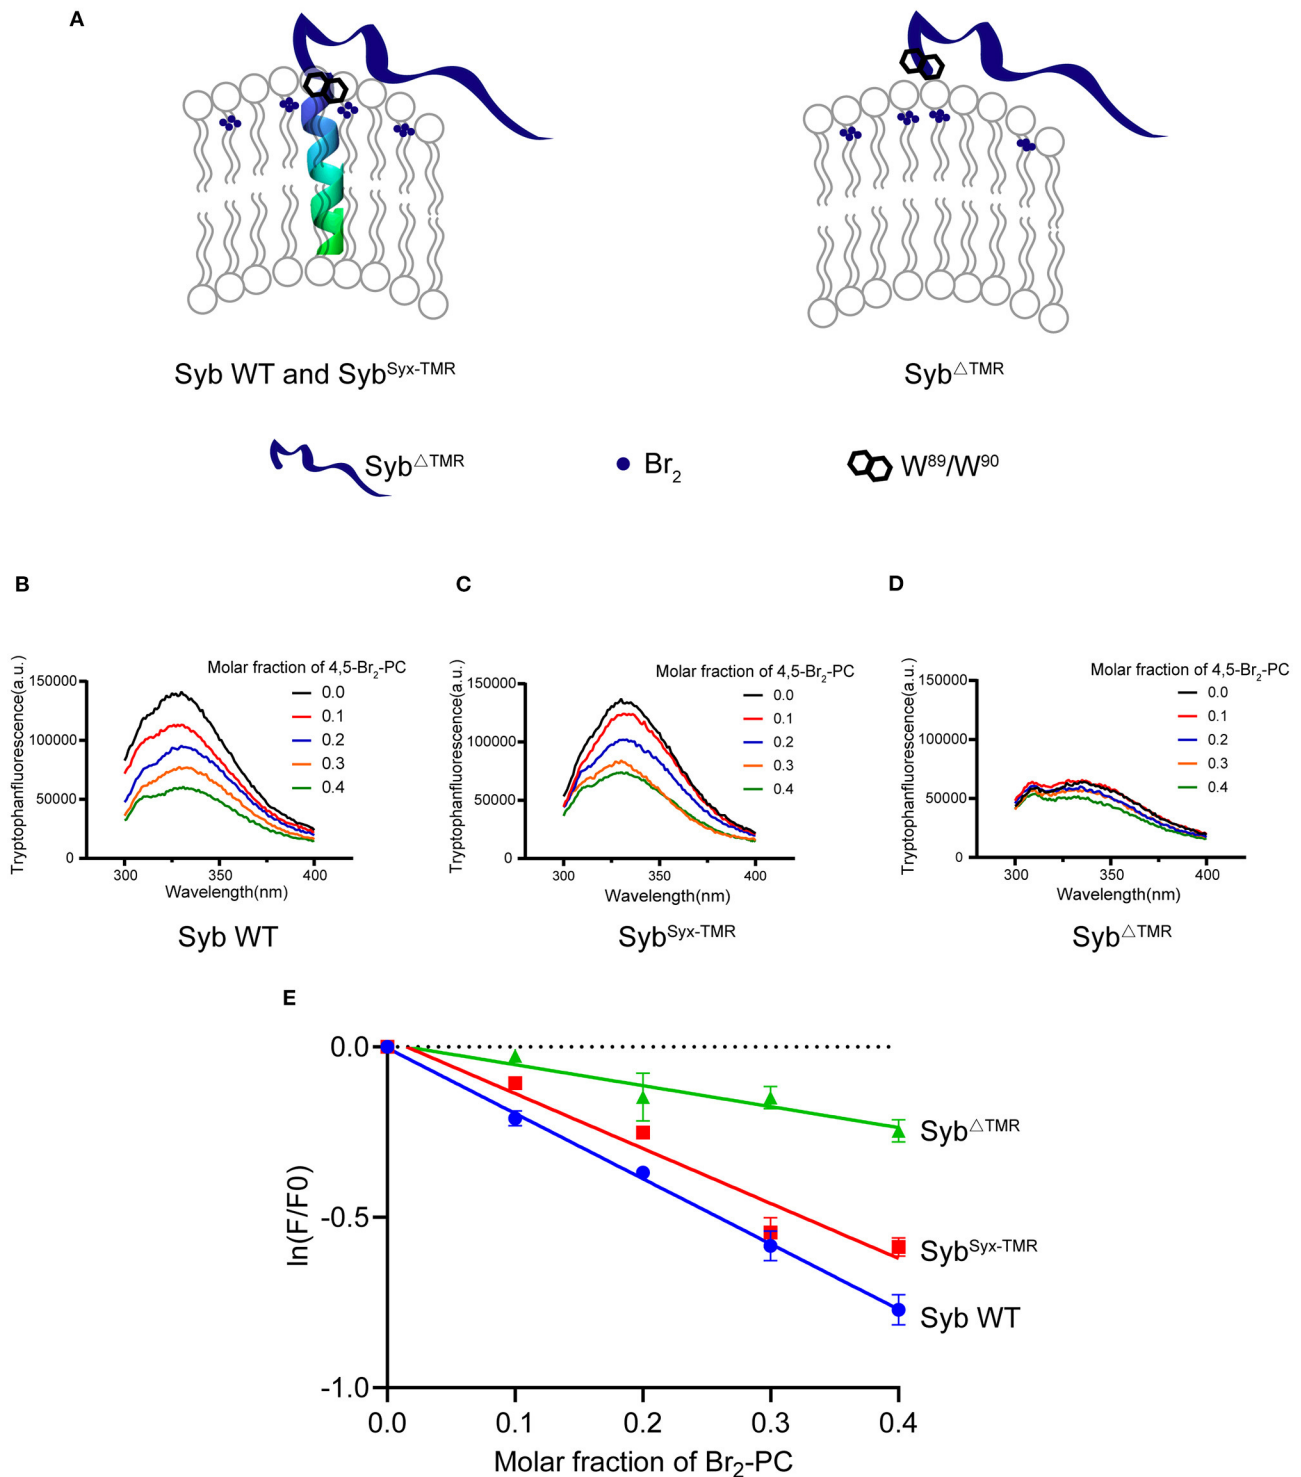 A
Syb WT and Syb^Syx-TMR
Syb^△TMR
Syb^△TMR
Br₂
W⁸⁹/W⁹⁰
B
Tryptophanfluorescence(a.u.)
Molar fraction of 4,5-Br₂-PC
0.0
0.1
0.2
0.3
0.4
150000
100000
50000
0
300
350
400
Wavelength(nm)
Syb WT
C
Tryptophanfluorescence(a.u.)
Molar fraction of 4,5-Br₂-PC
0.0
0.1
0.2
0.3
0.4
150000
100000
50000
0
300
350
400
Wavelength(nm)
Syb^Syx-TMR
D
Tryptophanfluorescence(a.u.)
Molar fraction of 4,5-Br₂-PC
0.0
0.1
0.2
0.3
0.4
150000
100000
50000
0
300
350
400
Wavelength(nm)
Syb^△TMR
E
ln(F/F0)
0.0
-0.5
-1.0
Syb^△TMR
Syb^Syx-TMR
Syb WT
0.0
0.1
0.2
0.3
0.4
Molar fraction of Br₂-PC